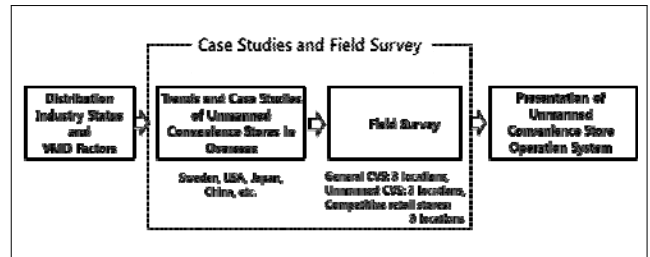 Case Studies and Field Survey
Distribution
Industry Status
and
VMD Factors
Trends and Case Studies
of Unmanned
Convenience Stores in
Overseas
Field Survey
Presentation of
Unmanned
Convenience Store
Operation System
Sweden, USA, Japan,
China, etc.
General CVS: 3 locations,
Unmanned CVS: 3 locations,
Competitive retail stores:
3 locations